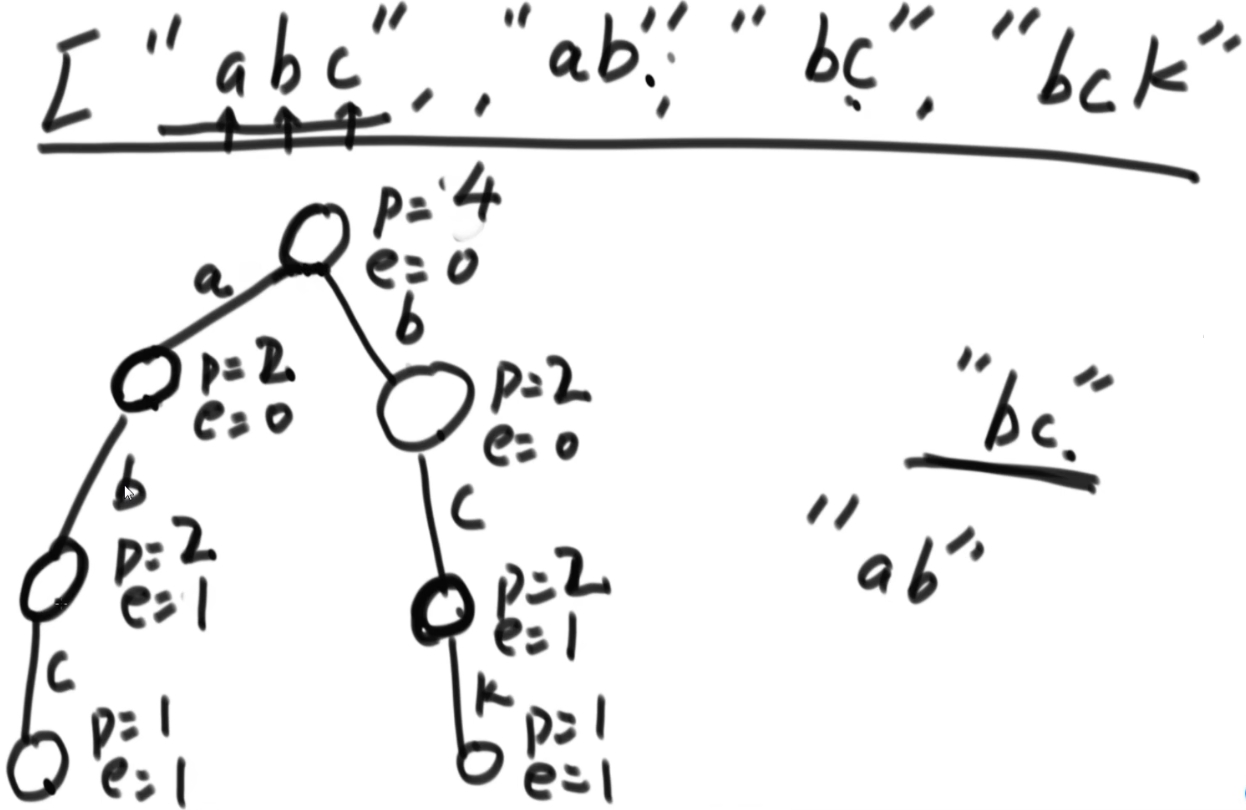 ["abc", , "ab", "bc", "bck"
p=4
e=0
a
b
p=2
e=0
p=2
e=0
"bc"
b
c
"ab"
p=2
e=1
p=2
e=1
c
k
p=1
e=1
p=1
e=1